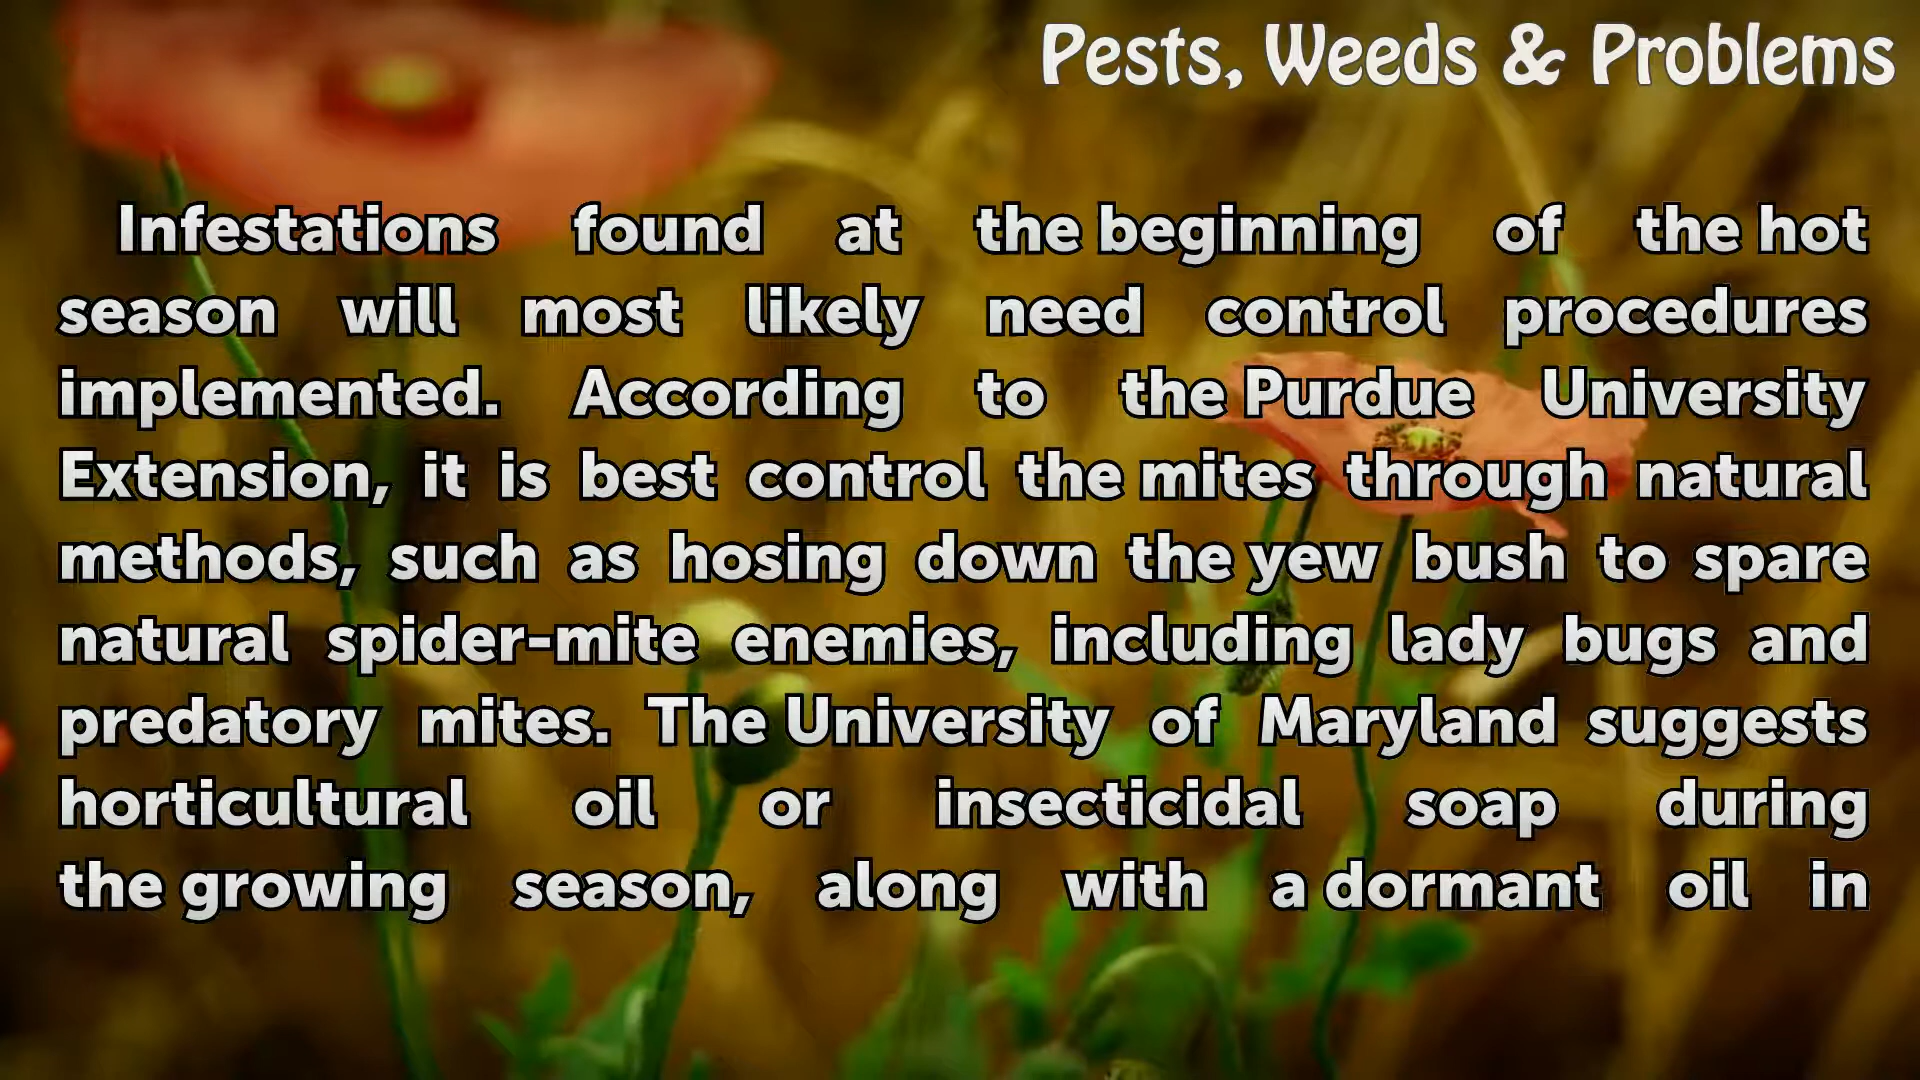 Pests, Weeds & Problems
Infestations found at the beginning of the hot
season will most likely need control procedures
implemented. According to the Purdue University
Extension, it is best control the mites through natural
methods, such as hosing down the yew bush to spare
natural spider-mite enemies, including lady bugs and
predatory mites. The University of Maryland suggests
horticultural oil or insecticidal soap during
the growing season, along with a dormant oil in